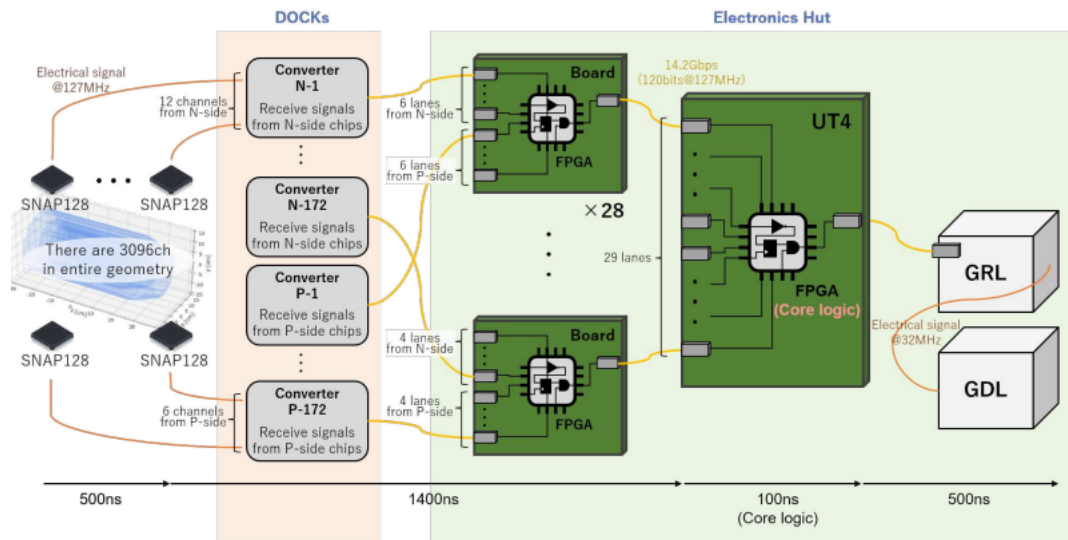 DOCKs
Electronics Hut
Electrical signal
@127MHz
12 channels
from N-side
Converter
N-1
Receive signals
from N-side chips
SNAP128
SNAP128
There are 3096ch
in entire geometry
SNAP128
SNAP128
6 channels
from P-side
Converter
N-172
Receive signals
from N-side chips
Converter
P-1
Receive signals
from P-side chips
Converter
P-172
Receive signals
from P-side chips
6 lanes
from N-side
6 lanes
from P-side
Board
FPGA
×28
4 lanes
from N-side
4 lanes
from P-side
Board
FPGA
14.2Gbps
(120bits@127MHz)
29 lanes
UT4
FPGA
(Core logic)
GRL
Electrical signal
@32MHz
GDL
500ns
1400ns
100ns
(Core logic)
500ns